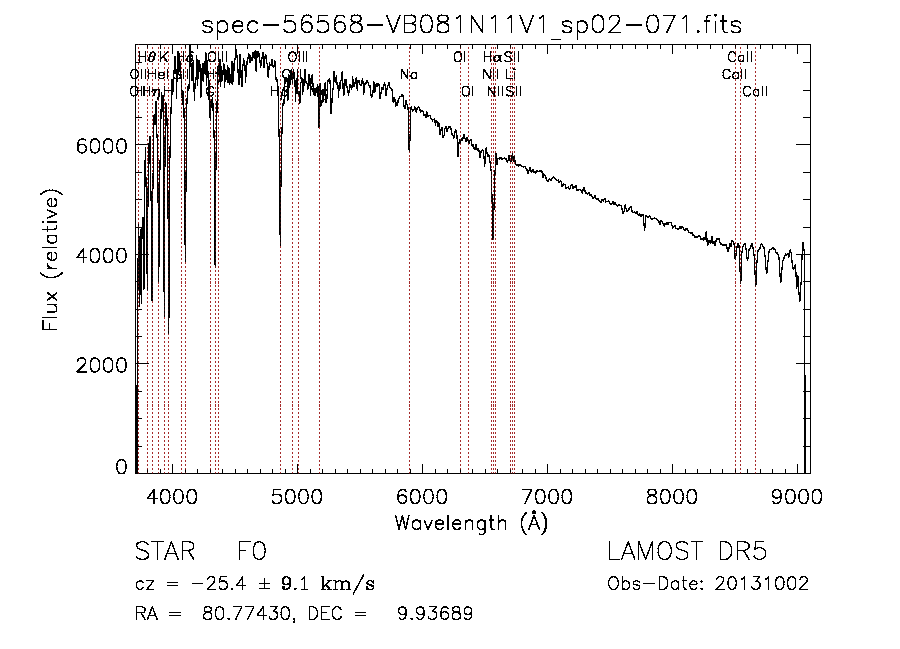 spec-56568-VB081N11V1_sp02-071.fits
Hθ K Hδ OIII Na OI Hα SII CaII
OII HeI NII Li CaII
OII Hη H G Hβ OI NII SII CaII
6000
4000
2000
0
Flux (relative)
4000 5000 6000 7000 8000 9000
Wavelength (Å)
STAR F0 LAMOST DR5
cz = −25.4 ± 9.1 km/s Obs-Date: 20131002
RA = 80.77430, DEC = 9.93689